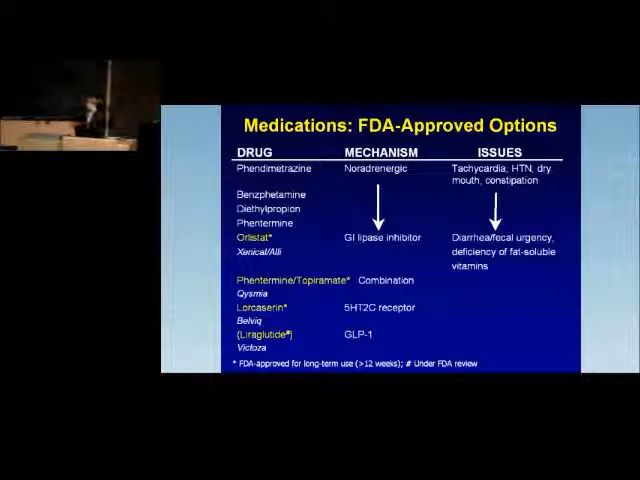 Medications: FDA-Approved Options
DRUG MECHANISM ISSUES
Phendimetrazine Noradrenergic Tachycardia, HTN, dry
mouth, constipation
Benzphetamine
Diethylpropion
Phentermine
Orlistat* GI lipase inhibitor Diarrhea/fecal urgency,
Xenical/Alli deficiency of fat-soluble
vitamins
Phentermine/Topiramate* Combination
Qysmia
Lorcaserin* 5HT2C receptor
Belviq
(Liraglutide#) GLP-1
Victoza
* FDA-approved for long-term use (>12 weeks); # Under FDA review